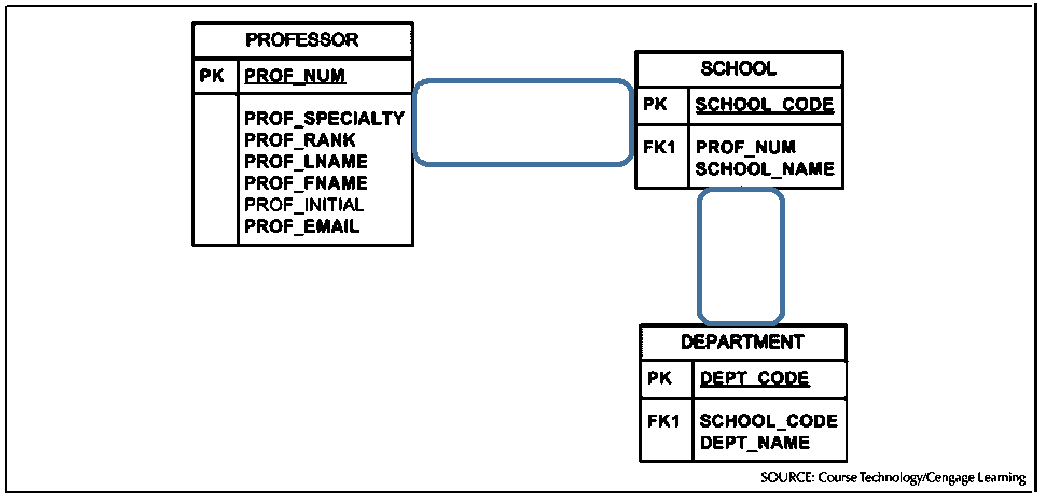 PROFESSOR
PK PROF_NUM
PROF_SPECIALTY
PROF_RANK
PROF_LNAME
PROF_FNAME
PROF_INITIAL
PROF_EMAIL
SCHOOL
PK SCHOOL_CODE
FK1 PROF_NUM
SCHOOL_NAME
DEPARTMENT
PK DEPT_CODE
FK1 SCHOOL_CODE
DEPT_NAME
SOURCE: Course Technology/Cengage Learning